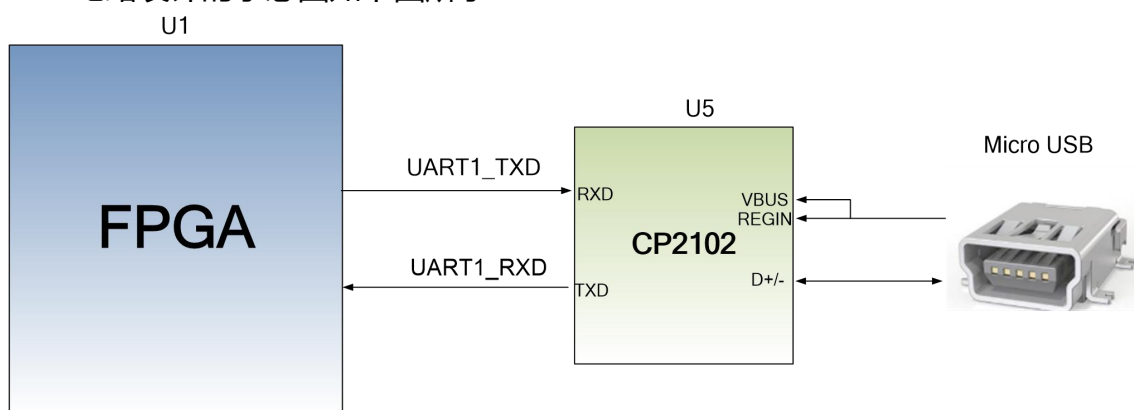 U1
FPGA
UART1_TXD
UART1_RXD
U5
RXD
TXD
CP2102
VBUS
REGIN
D+/-
Micro USB